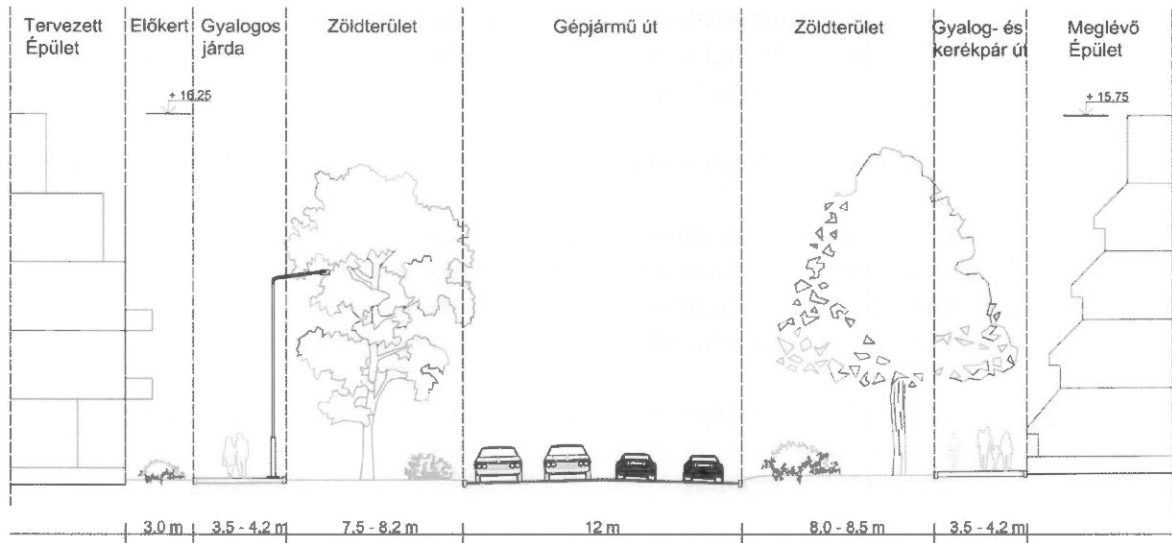 Tervezett
Épület
Előkert
Gyalogos
járda
Zöldterület
Gépjármű út
Zöldterület
Gyalog- és
kerékpár út
Meglévő
Épület
+ 16.25
+ 15.75
3.0 m
3.5 - 4.2 m
7.5 - 8.2 m
12 m
8.0 - 8.5 m
3.5 - 4.2 m